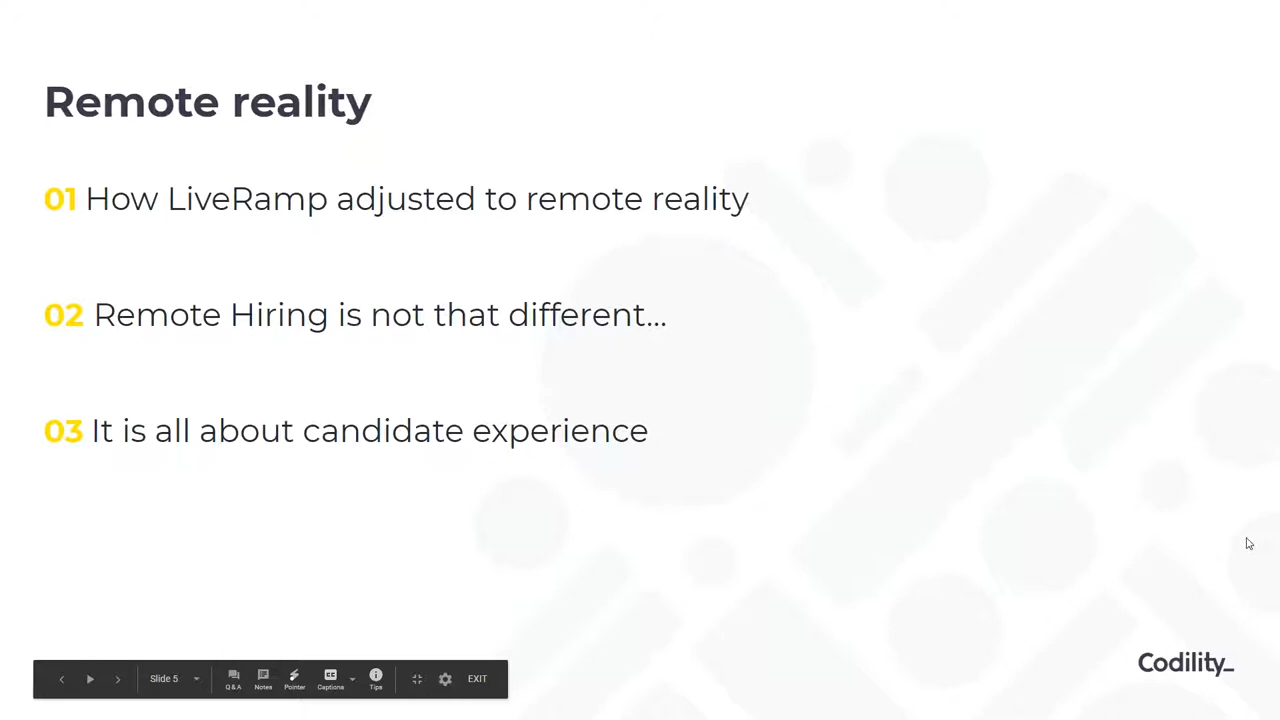 Remote reality
01 How LiveRamp adjusted to remote reality
02 Remote Hiring is not that different...
03 It is all about candidate experience
Slide 5
Q&A
Notes
Pointer
Captions
Tips
EXIT
Codility_